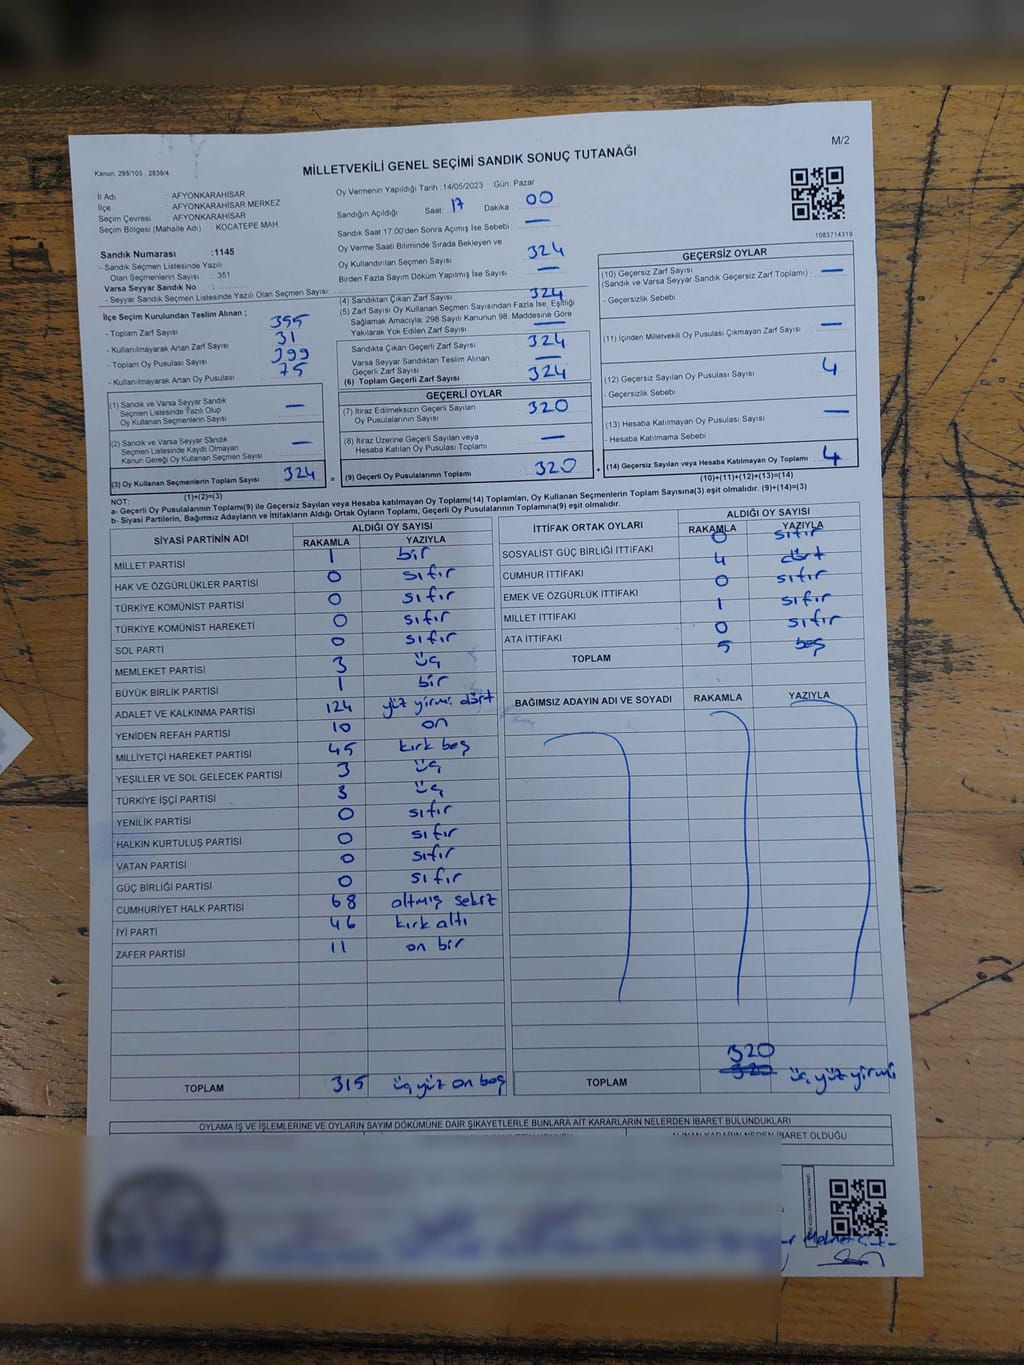 M/2
MİLLETVEKİLİ GENEL SEÇİMİ SANDIK SONUÇ TUTANAĞI
Kanun: 298/105 , 2839/4
İl Adı : AFYONKARAHİSAR
İlçe : AFYONKARAHİSAR MERKEZ
Seçim Çevresi : AFYONKARAHİSAR
Seçim Bölgesi (Mahalle Adı) : KOCATEPE MAH
Sandık Numarası :1145
- Sandık Seçmen Listesinde Yazılı
Olan Seçmenlerin Sayısı : 351
Varsa Seyyar Sandık No :
- Seyyar Sandık Seçmen Listesinde Yazılı Olan Seçmen Sayısı:
Oy Vermenin Yapıldığı Tarih :14/05/2023 Gün: Pazar
Sandığın Açıldığı Saat: 17 Dakika : 00
Sandık Saat 17:00'den Sonra Açımış İse Sebebi : —
Oy Verme Saati Bitiminde Sırada Bekleyen ve
Oy Kullandırılan Seçmen Sayısı : 324
Birden Fazla Sayım Döküm Yapılmış İse Sayısı : —
1083714319
İlçe Seçim Kurulundan Teslim Alınan ;
- Toplam Zarf Sayısı 355
- Kullanılmayarak Artan Zarf Sayısı 31
- Toplam Oy Pusulası Sayısı 399
- Kullanılmayarak Artan Oy Pusulası 75
(4) Sandıktan Çıkan Zarf Sayısı 324
(5) Zarf Sayısı Oy Kullanan Seçmen Sayısından Fazla İse, Eşitliği
Sağlamak Amacıyla, 298 Sayılı Kanunun 98. Maddesine Göre
Yakılarak Yok Edilen Zarf Sayısı —
Sandıkta Çıkan Geçerli Zarf Sayısı 324
Varsa Seyyar Sandıktan Teslim Alınan
Geçerli Zarf Sayısı —
(6) Toplam Geçerli Zarf Sayısı 324
(1) Sandık ve Varsa Seyyar Sandık
Seçmen Listesinde Yazılı Olup
Oy Kullanan Seçmenlerin Sayısı —
(2) Sandık ve Varsa Seyyar Sandık
Seçmen Listesinde Kayıtlı Olmayan
Kanun Gereği Oy Kullanan Seçmen Sayısı —
(3) Oy Kullanan Seçmenlerin Toplam Sayısı 324
(1)+(2)=(3)
GEÇERLİ OYLAR
(7) İtiraz Edilmeksizin Geçerli Sayılan
Oy Pusulalarının Sayısı 320
(8) İtiraz Üzerine Geçerli Sayılan veya
Hesaba Katılan Oy Pusulası Toplamı —
= (9) Geçerli Oy Pusulalarının Toplamı 320
GEÇERSİZ OYLAR
(10) Geçersiz Zarf Sayısı
(Sandık ve Varsa Seyyar Sandık Geçersiz Zarf Toplamı) : —
- Geçersizlik Sebebi
(11) İçinden Milletvekili Oy Pusulası Çıkmayan Zarf Sayısı : —
(12) Geçersiz Sayılan Oy Pusulası Sayısı : 4
- Geçersizlik Sebebi
(13) Hesaba Katılmayan Oy Pusulası Sayısı —
- Hesaba Katılmama Sebebi
+ (14) Geçersiz Sayılan veya Hesaba Katılmayan Oy Toplamı : 4
(10)+(11)+(12)+(13)=(14)
NOT:
a- Geçerli Oy Pusulalarının Toplamı(9) ile Geçersiz Sayılan veya Hesaba katılmayan Oy Toplamı(14) Toplamları, Oy Kullanan Seçmenlerin Toplam Sayısına(3) eşit olmalıdır. (9)+(14)=(3)
b- Siyasi Partilerin, Bağımsız Adayların ve İttifakların Aldığı Ortak Oyların Toplamı, Geçerli Oy Pusulalarının Toplamına(9) eşit olmalıdır.
SİYASİ PARTİNİN ADI ALDIĞI OY SAYISI
RAKAMLA YAZIYLA
MİLLET PARTİSİ 1 bir
HAK VE ÖZGÜRLÜKLER PARTİSİ 0 sıfır
TÜRKİYE KOMÜNİST PARTİSİ 0 sıfır
TÜRKİYE KOMÜNİST HAREKETİ 0 sıfır
SOL PARTİ 0 sıfır
MEMLEKET PARTİSİ 3 üç
BÜYÜK BİRLİK PARTİSİ 1 bir
ADALET VE KALKINMA PARTİSİ 124 yüz yirmi dört
YENİDEN REFAH PARTİSİ 10 on
MİLLİYETÇİ HAREKET PARTİSİ 45 kırk beş
YEŞİLLER VE SOL GELECEK PARTİSİ 3 üç
TÜRKİYE İŞÇİ PARTİSİ 3 üç
YENİLİK PARTİSİ 0 sıfır
HALKIN KURTULUŞ PARTİSİ 0 sıfır
VATAN PARTİSİ 0 sıfır
GÜÇ BİRLİĞİ PARTİSİ 0 sıfır
CUMHURİYET HALK PARTİSİ 68 altmış sekiz
İYİ PARTİ 46 kırk altı
ZAFER PARTİSİ 11 on bir
TOPLAM 315 üç yüz on beş
İTTİFAK ORTAK OYLARI ALDIĞI OY SAYISI
RAKAMLA YAZIYLA
SOSYALİST GÜÇ BİRLİĞİ İTTİFAKI 0 sıfır
CUMHUR İTTİFAKI 4 dört
EMEK VE ÖZGÜRLÜK İTTİFAKI 0 sıfır
MİLLET İTTİFAKI 1 sıfır
ATA İTTİFAKI 0 sıfır
TOPLAM 5 beş
BAĞIMSIZ ADAYIN ADI VE SOYADI RAKAMLA YAZIYLA
320
TOPLAM 320 üç yüz yirmi
OYLAMA İŞ VE İŞLEMLERİNE VE OYLARIN SAYIM DÖKÜMÜNE DAİR ŞİKAYETLERLE BUNLARA AİT KARARLARIN NELERDEN İBARET BULUNDUKLARI
ALINAN KARARIN NEDEN İBARET OLDUĞU